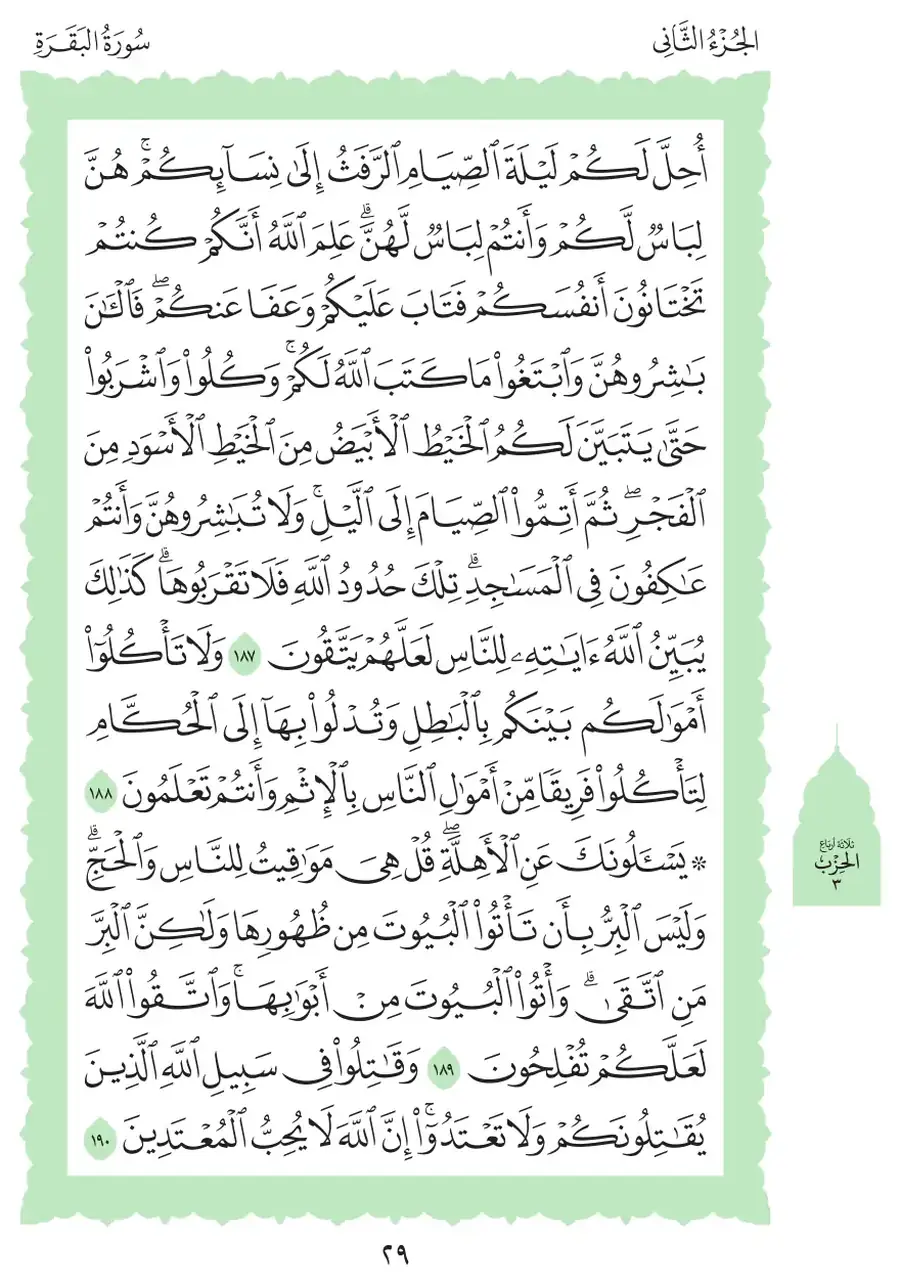 الجُزْءُ الثَّانِي
سُورَةُ البَقَرَةِ
أُحِلَّ لَكُمۡ لَيۡلَةَ ٱلصِّيَامِ ٱلرَّفَثُ إِلَىٰ نِسَآئِكُمۡۚ هُنَّ
لِبَاسٞ لَّكُمۡ وَأَنتُمۡ لِبَاسٞ لَّهُنَّۗ عَلِمَ ٱللَّهُ أَنَّكُمۡ كُنتُمۡ
تَخۡتَانُونَ أَنفُسَكُمۡ فَتَابَ عَلَيۡكُمۡ وَعَفَا عَنكُمۡۖ فَٱلۡـَٰٔنَ
بَٰشِرُوهُنَّ وَٱبۡتَغُواْ مَا كَتَبَ ٱللَّهُ لَكُمۡۚ وَكُلُواْ وَٱشۡرَبُواْ
حَتَّىٰ يَتَبَيَّنَ لَكُمُ ٱلۡخَيۡطُ ٱلۡأَبۡيَضُ مِنَ ٱلۡخَيۡطِ ٱلۡأَسۡوَدِ مِنَ
ٱلۡفَجۡرِۖ ثُمَّ أَتِمُّواْ ٱلصِّيَامَ إِلَى ٱلَّيۡلِۚ وَلَا تُبَٰشِرُوهُنَّ وَأَنتُمۡ
عَٰكِفُونَ فِي ٱلۡمَسَٰجِدِۗ تِلۡكَ حُدُودُ ٱللَّهِ فَلَا تَقۡرَبُوهَاۗ كَذَٰلِكَ
يُبَيِّنُ ٱللَّهُ ءَايَٰتِهِۦ لِلنَّاسِ لَعَلَّهُمۡ يَتَّقُونَ ١٨٧ وَلَا تَأۡكُلُوٓاْ
أَمۡوَٰلَكُم بَيۡنَكُم بِٱلۡبَٰطِلِ وَتُدۡلُواْ بِهَآ إِلَى ٱلۡحُكَّامِ
لِتَأۡكُلُواْ فَرِيقٗا مِّنۡ أَمۡوَٰلِ ٱلنَّاسِ بِٱلۡإِثۡمِ وَأَنتُمۡ تَعۡلَمُونَ ١٨٨
۞ يَسۡـَٔلُونَكَ عَنِ ٱلۡأَهِلَّةِۖ قُلۡ هِيَ مَوَٰقِيتُ لِلنَّاسِ وَٱلۡحَجِّۗ
وَلَيۡسَ ٱلۡبِرُّ بِأَن تَأۡتُواْ ٱلۡبُيُوتَ مِن ظُهُورِهَا وَلَٰكِنَّ ٱلۡبِرَّ
مَنِ ٱتَّقَىٰۗ وَأۡتُواْ ٱلۡبُيُوتَ مِنۡ أَبۡوَٰبِهَاۚ وَٱتَّقُواْ ٱللَّهَ
لَعَلَّكُمۡ تُفۡلِحُونَ ١٨٩ وَقَٰتِلُواْ فِي سَبِيلِ ٱللَّهِ ٱلَّذِينَ
يُقَٰتِلُونَكُمۡ وَلَا تَعۡتَدُوٓاْۚ إِنَّ ٱللَّهَ لَا يُحِبُّ ٱلۡمُعۡتَدِينَ ١٩٠
ثلاثة أرباع
الحِزْب
٣
٢٩